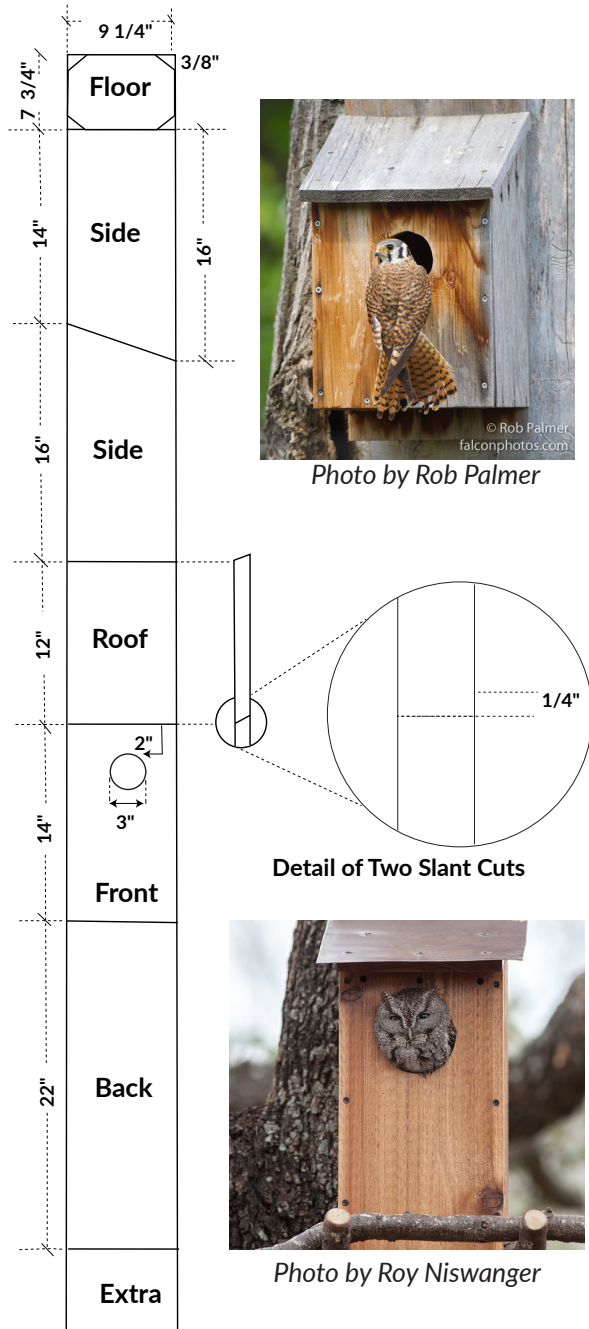 9 1/4"
3/8"
7 3/4"
Floor
14"
Side
16"
© Rob Palmer
falconphotos.com
Photo by Rob Palmer
16"
Side
12"
Roof
1/4"
2"
3"
14"
Front
Detail of Two Slant Cuts
22"
Back
Photo by Roy Niswanger
Extra